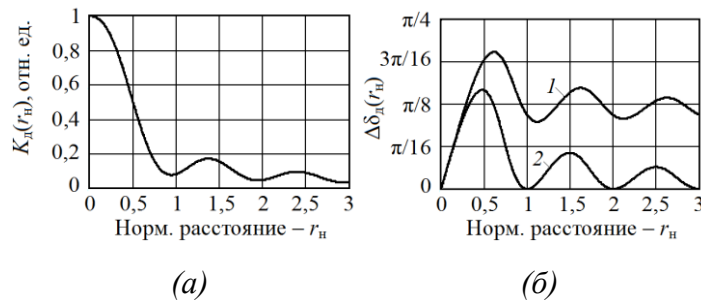 1
0,8
0,6
0,4
0,2
0
K_д(r_н), отн. ед.
0 0,5 1 1,5 2 2,5 3
Норм. расстояние – r_н
(а)
π/4
3π/16
π/8
π/16
0
Δδ_д(r_н)
1
2
0 0,5 1 1,5 2 2,5 3
Норм. расстояние – r_н
(б)